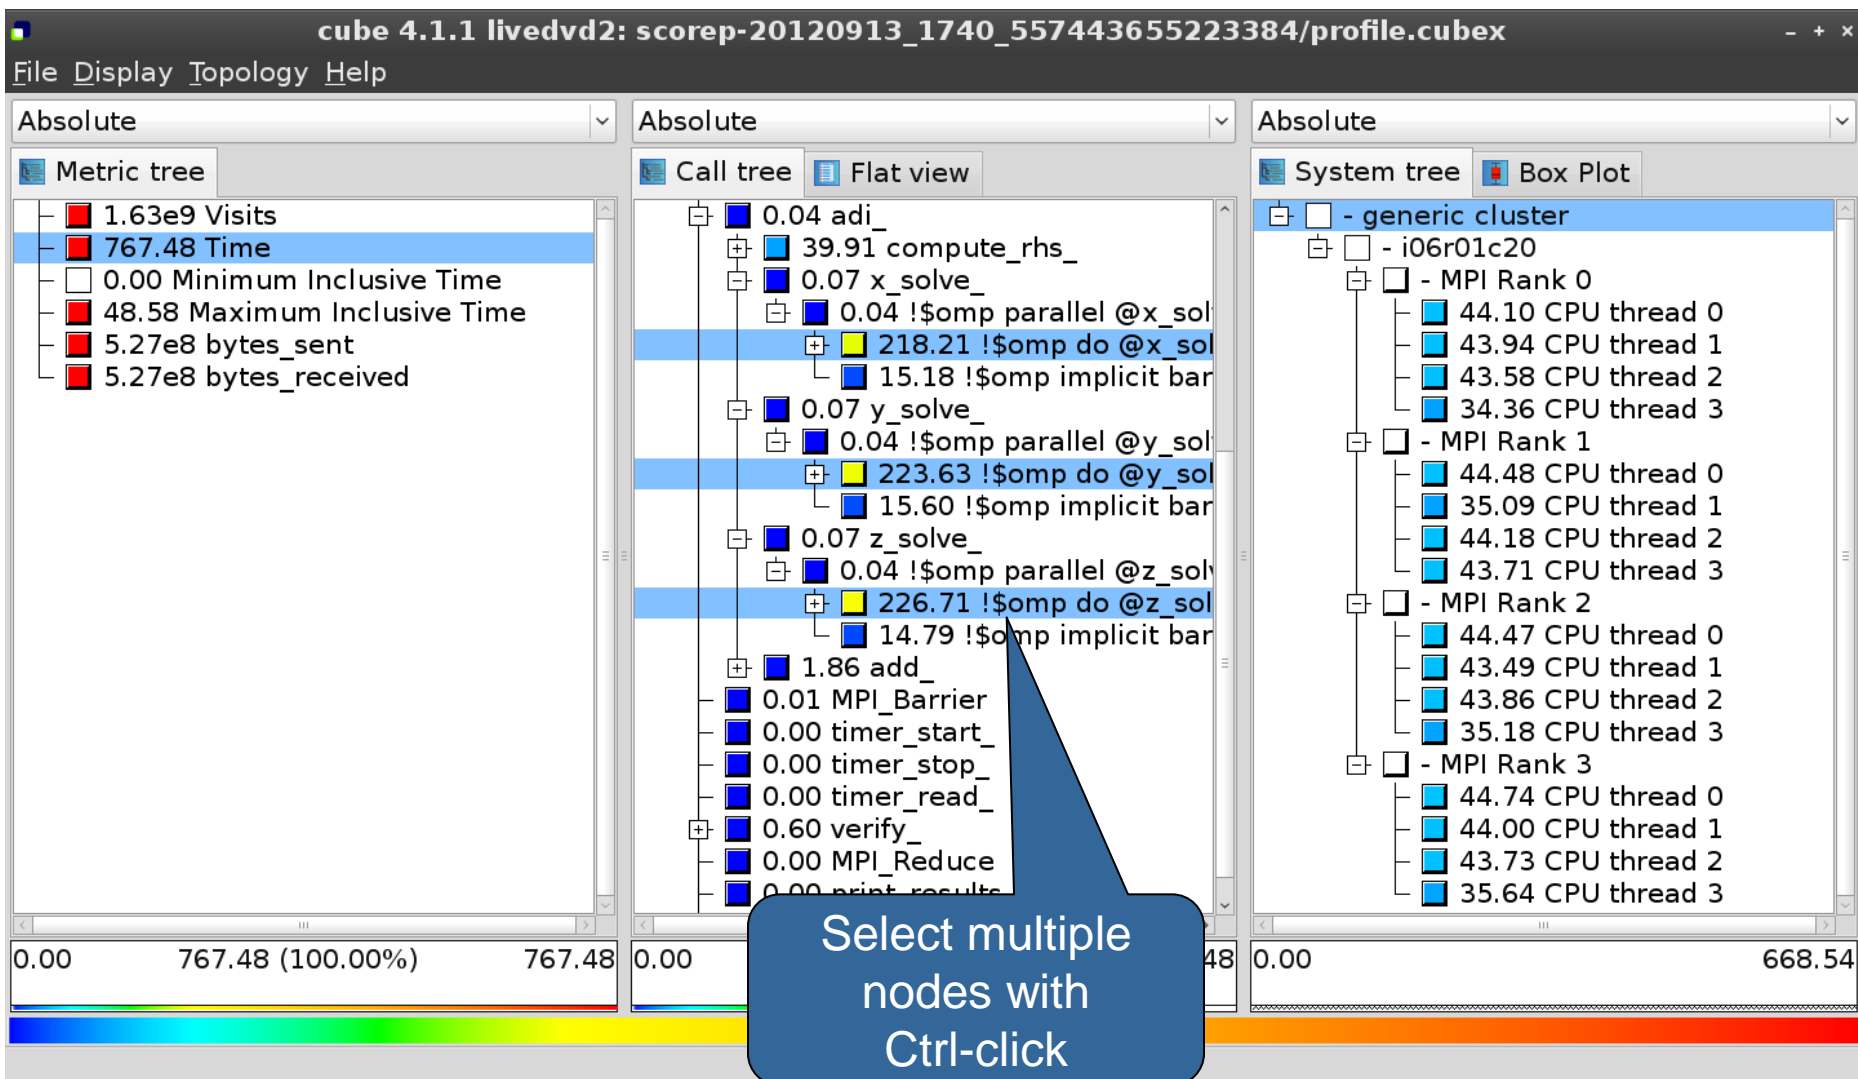 cube 4.1.1 livedvd2: scorep-20120913_1740_557443655223384/profile.cubex
File Display Topology Help
Absolute
Metric tree
1.63e9 Visits
767.48 Time
0.00 Minimum Inclusive Time
48.58 Maximum Inclusive Time
5.27e8 bytes_sent
5.27e8 bytes_received
0.00 767.48 (100.00%) 767.48
Absolute
Call tree Flat view
0.04 adi_
39.91 compute_rhs_
0.07 x_solve_
0.04 !$omp parallel @x_sol
218.21 !$omp do @x_sol
15.18 !$omp implicit bar
0.07 y_solve_
0.04 !$omp parallel @y_sol
223.63 !$omp do @y_sol
15.60 !$omp implicit bar
0.07 z_solve_
0.04 !$omp parallel @z_sol
226.71 !$omp do @z_sol
14.79 !$omp implicit bar
1.86 add_
0.01 MPI_Barrier
0.00 timer_start_
0.00 timer_stop_
0.00 timer_read_
0.60 verify_
0.00 MPI_Reduce
0.00 print_results
0.00 48
Select multiple
nodes with
Ctrl-click
Absolute
System tree Box Plot
- generic cluster
- i06r01c20
- MPI Rank 0
44.10 CPU thread 0
43.94 CPU thread 1
43.58 CPU thread 2
34.36 CPU thread 3
- MPI Rank 1
44.48 CPU thread 0
35.09 CPU thread 1
44.18 CPU thread 2
43.71 CPU thread 3
- MPI Rank 2
44.47 CPU thread 0
43.49 CPU thread 1
43.86 CPU thread 2
35.18 CPU thread 3
- MPI Rank 3
44.74 CPU thread 0
44.00 CPU thread 1
43.73 CPU thread 2
35.64 CPU thread 3
0.00 668.54